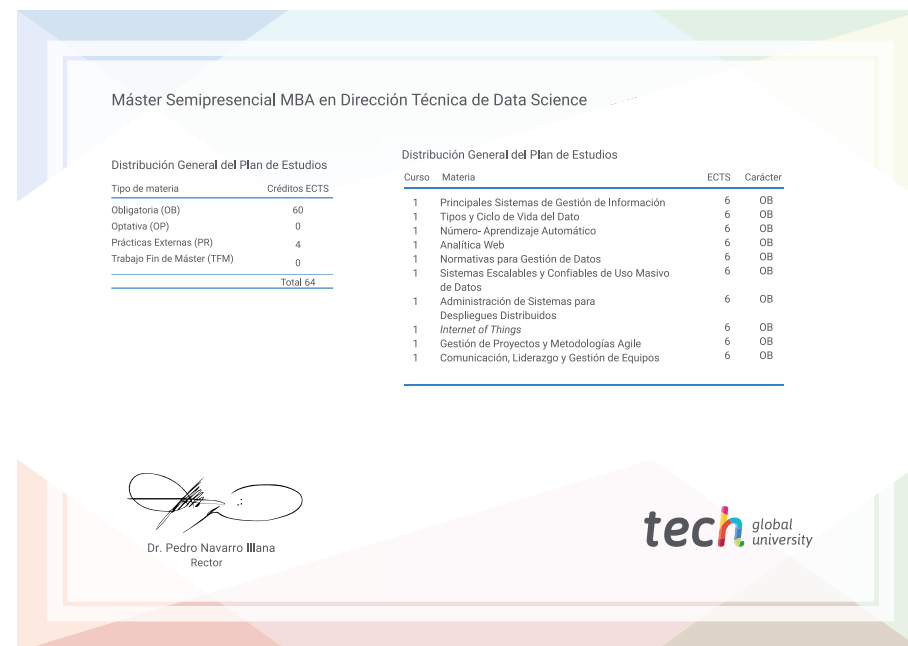 Máster Semipresencial MBA en Dirección Técnica de Data Science
Distribución General del Plan de Estudios
Tipo de materia Créditos ECTS
Obligatoria (OB) 60
Optativa (OP) 0
Prácticas Externas (PR) 4
Trabajo Fin de Máster (TFM) 0
Total 64
Distribución General del Plan de Estudios
Curso Materia ECTS Carácter
1 Principales Sistemas de Gestión de Información 6 OB
1 Tipos y Ciclo de Vida del Dato 6 OB
1 Número- Aprendizaje Automático 6 OB
1 Analítica Web 6 OB
1 Normativas para Gestión de Datos 6 OB
1 Sistemas Escalables y Confiables de Uso Masivo 6 OB
de Datos
1 Administración de Sistemas para 6 OB
Despliegues Distribuidos
1 Internet of Things 6 OB
1 Gestión de Proyectos y Metodologías Agile 6 OB
1 Comunicación, Liderazgo y Gestión de Equipos 6 OB
Dr. Pedro Navarro Illana
Rector
tech global
university